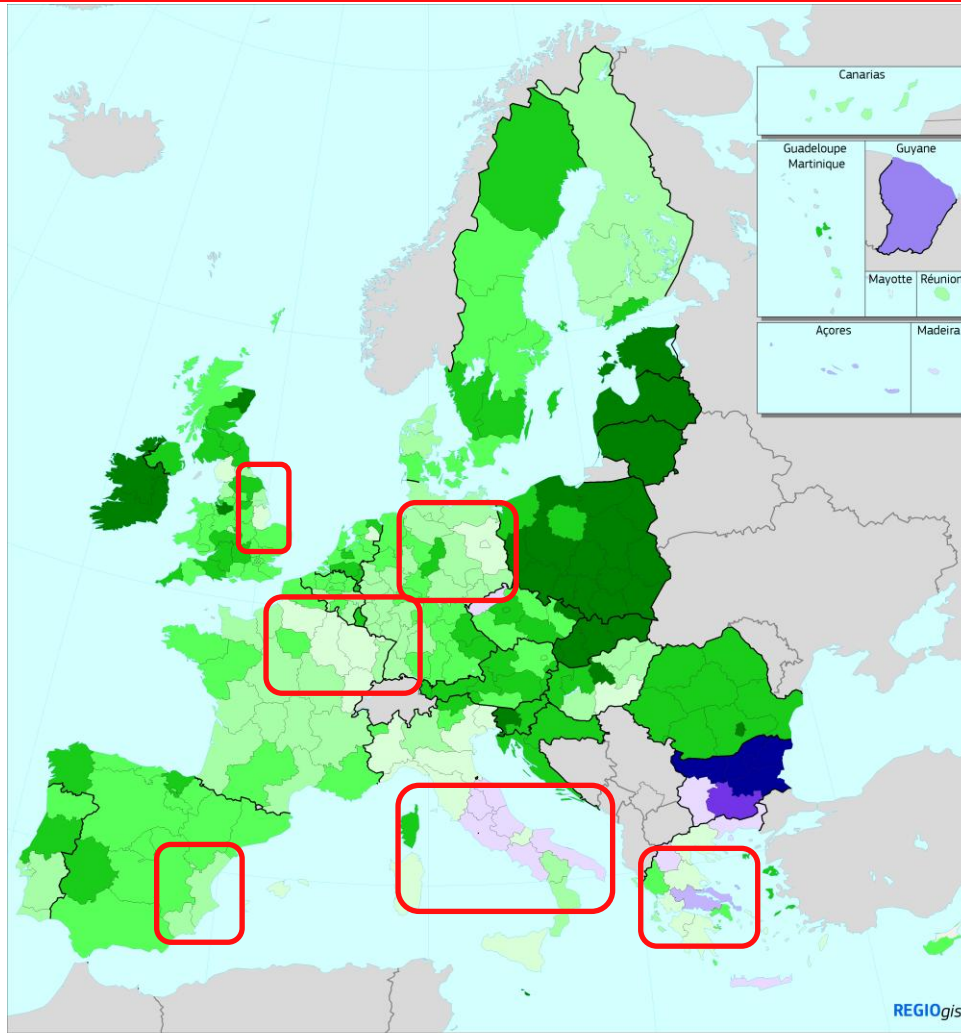 Canarias
Guadeloupe
Martinique
Guyane
Mayotte
Réunion
Açores
Madeira
REGIOgis